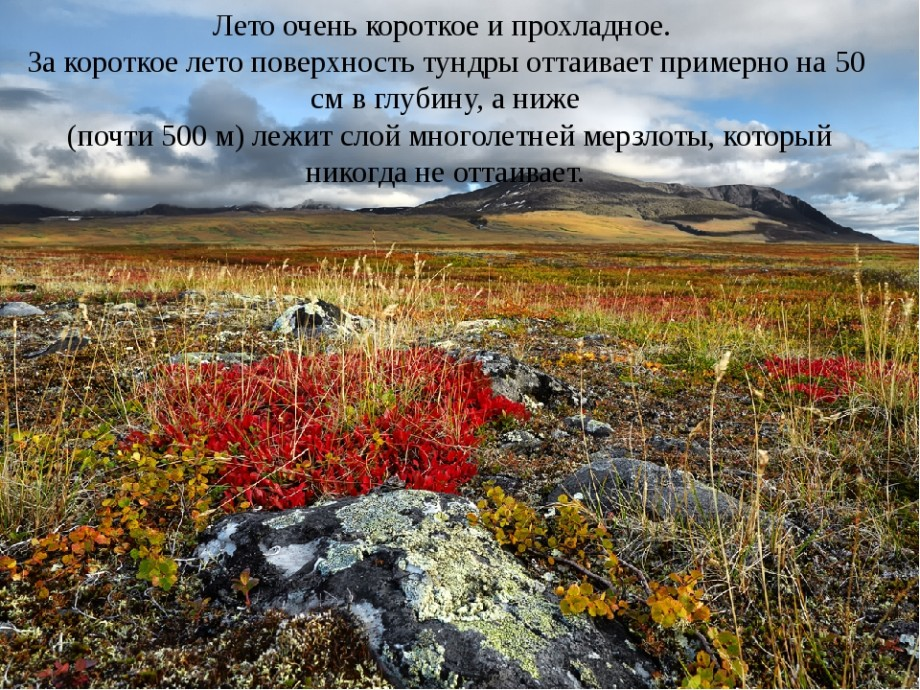 Лето очень короткое и прохладное.
За короткое лето поверхность тундры оттаивает примерно на 50
см в глубину, а ниже
(почти 500 м) лежит слой многолетней мерзлоты, который
никогда не оттаивает.